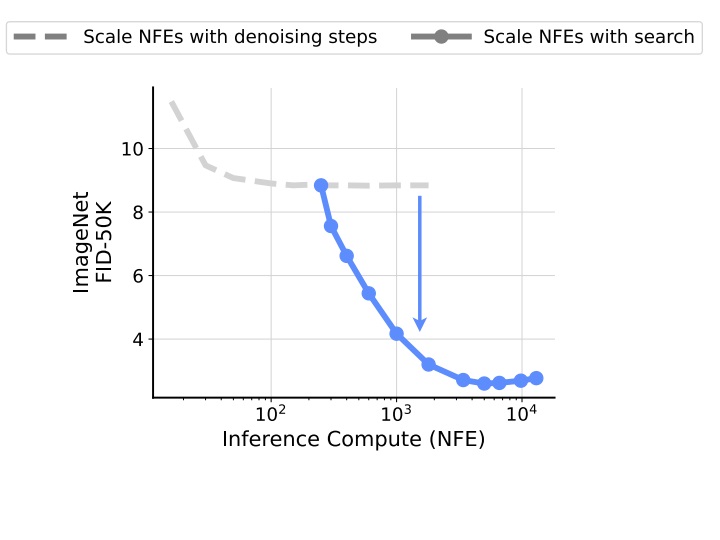 Scale NFEs with denoising steps
Scale NFEs with search
10
8
6
4
ImageNet
FID-50K
10²
10³
10⁴
Inference Compute (NFE)